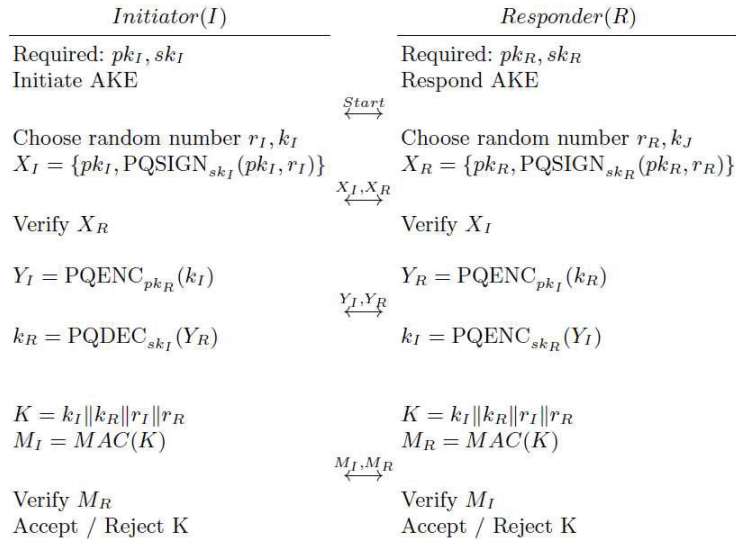 Initiator(I) Responder(R)
Required: pk_I, sk_I Required: pk_R, sk_R
Initiate AKE Respond AKE
Start
Choose random number r_I, k_I Choose random number r_R, k_J
X_I = {pk_I, PQSIGN_{sk_I}(pk_I, r_I)} X_R = {pk_R, PQSIGN_{sk_R}(pk_R, r_R)}
X_I, X_R
Verify X_R Verify X_I
Y_I = PQENC_{pk_R}(k_I) Y_R = PQENC_{pk_I}(k_R)
Y_I, Y_R
k_R = PQDEC_{sk_I}(Y_R) k_I = PQENC_{sk_R}(Y_I)
K = k_I‖k_R‖r_I‖r_R K = k_I‖k_R‖r_I‖r_R
M_I = MAC(K) M_R = MAC(K)
M_I, M_R
Verify M_R Verify M_I
Accept / Reject K Accept / Reject K